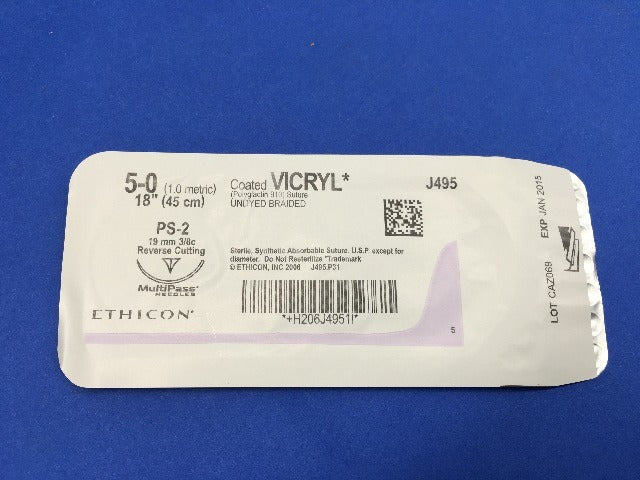 5-0 (1.0 metric)
18" (45 cm)
PS-2
19 mm 3/8c
Reverse Cutting
MultiPass*
NEEDLES
ETHICON*
Coated VICRYL*
(Polyglactin 910) Suture
UNDYED BRAIDED
J495
Sterile, Synthetic Absorbable Suture, U.S.P. except for
diameter. Do Not Resterilize *Trademark
© ETHICON, INC 2006 J495.P31
*+H206J4951I*
5
LOT CAZ069 EXP JAN 2015